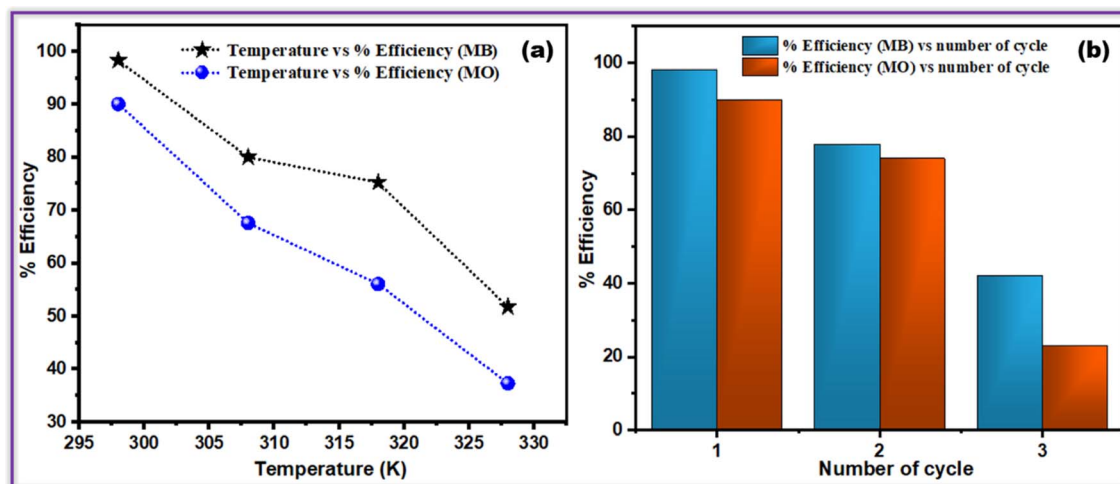 Temperature vs % Efficiency (MB)
Temperature vs % Efficiency (MO)
(a)
% Efficiency
100
90
80
70
60
50
40
30
295 300 305 310 315 320 325 330
Temperature (K)
% Efficiency (MB) vs number of cycle
% Efficiency (MO) vs number of cycle
(b)
% Efficiency
100
80
60
40
20
0
1 2 3
Number of cycle